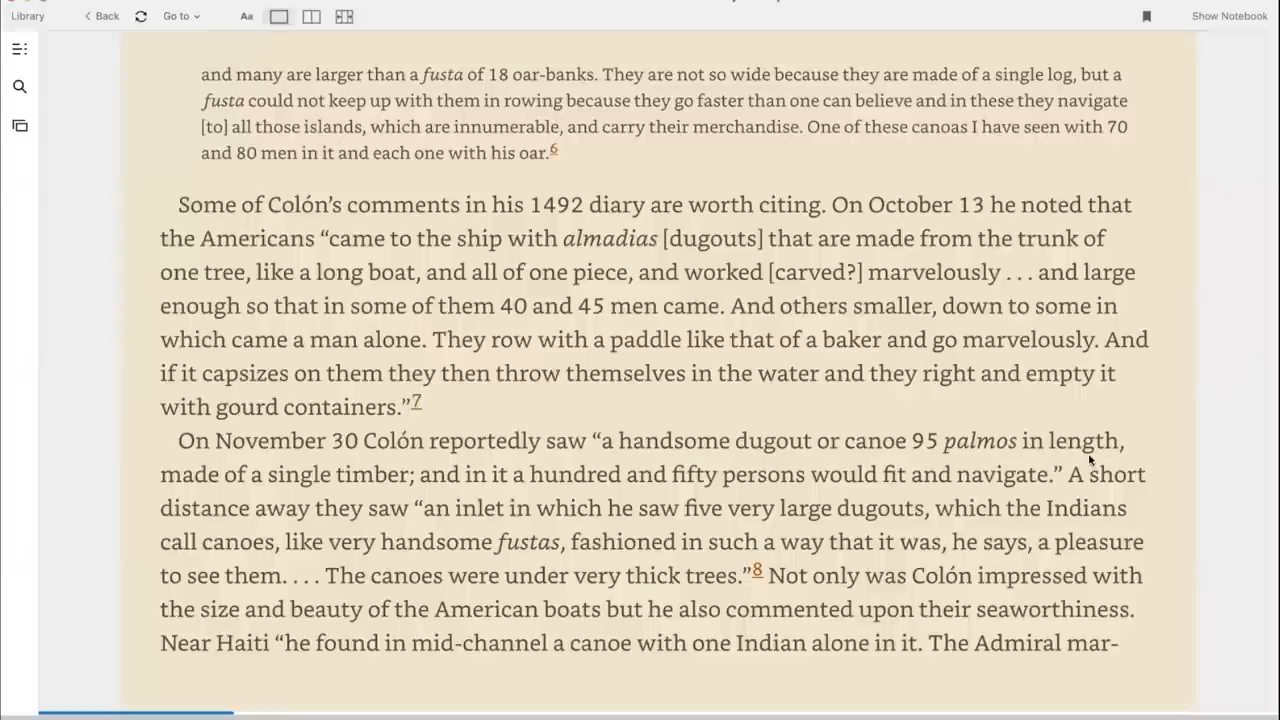 Library
Back
Go to
Aa
Show Notebook
and many are larger than a fusta of 18 oar-banks. They are not so wide because they are made of a single log, but a
fusta could not keep up with them in rowing because they go faster than one can believe and in these they navigate
[to] all those islands, which are innumerable, and carry their merchandise. One of these canoas I have seen with 70
and 80 men in it and each one with his oar.6
Some of Colón’s comments in his 1492 diary are worth citing. On October 13 he noted that
the Americans “came to the ship with almadias [dugouts] that are made from the trunk of
one tree, like a long boat, and all of one piece, and worked [carved?] marvelously . . . and large
enough so that in some of them 40 and 45 men came. And others smaller, down to some in
which came a man alone. They row with a paddle like that of a baker and go marvelously. And
if it capsizes on them they then throw themselves in the water and they right and empty it
with gourd containers.”7
On November 30 Colón reportedly saw “a handsome dugout or canoe 95 palmos in length,
made of a single timber; and in it a hundred and fifty persons would fit and navigate.” A short
distance away they saw “an inlet in which he saw five very large dugouts, which the Indians
call canoes, like very handsome fustas, fashioned in such a way that it was, he says, a pleasure
to see them. . . . The canoes were under very thick trees.”8 Not only was Colón impressed with
the size and beauty of the American boats but he also commented upon their seaworthiness.
Near Haiti “he found in mid-channel a canoe with one Indian alone in it. The Admiral mar-